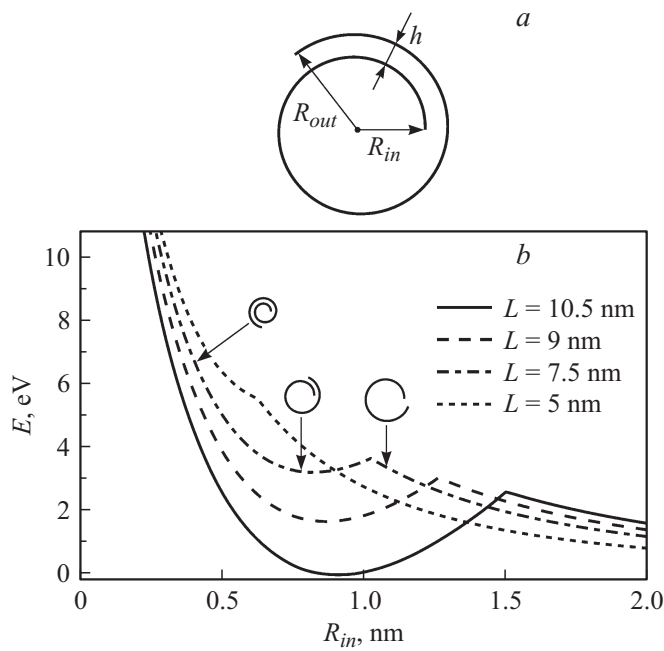 a
h
R_out
R_in
b
10
8
6
4
2
0
E, eV
L = 10.5 nm
L = 9 nm
L = 7.5 nm
L = 5 nm
0 0.5 1.0 1.5 2.0
R_in, nm